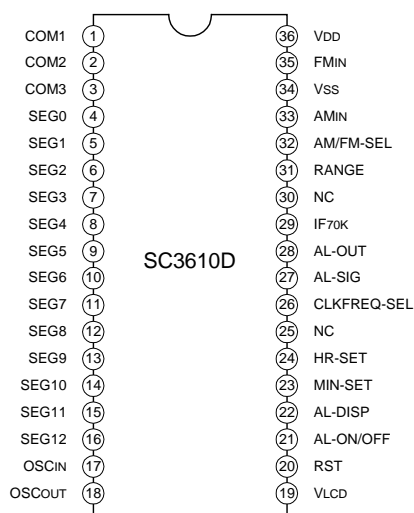 COM1 1 36 VDD
COM2 2 35 FMIN
COM3 3 34 VSS
SEG0 4 33 AMIN
SEG1 5 32 AM/FM-SEL
SEG2 6 31 RANGE
SEG3 7 30 NC
SEG4 8 29 IF70K
SEG5 9 28 AL-OUT
SC3610D
SEG6 10 27 AL-SIG
SEG7 11 26 CLKFREQ-SEL
SEG8 12 25 NC
SEG9 13 24 HR-SET
SEG10 14 23 MIN-SET
SEG11 15 22 AL-DISP
SEG12 16 21 AL-ON/OFF
OSCIN 17 20 RST
OSCOUT 18 19 VLCD